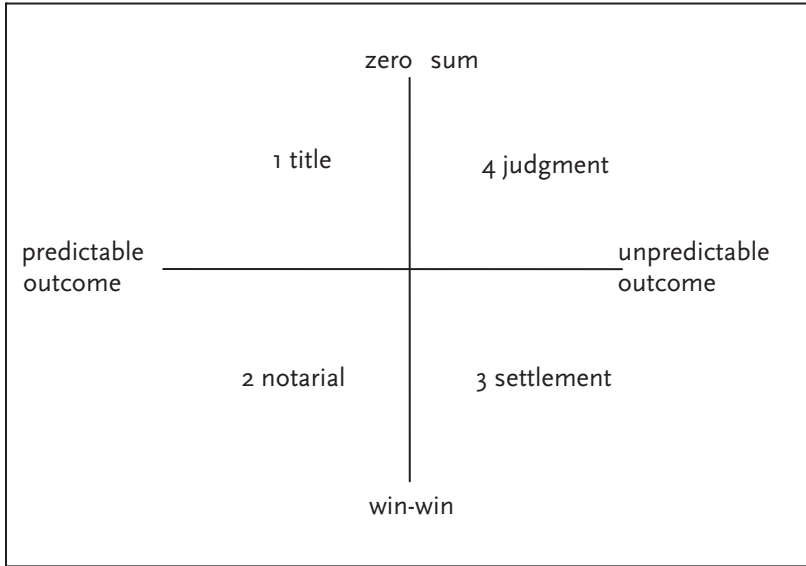 zero sum
1 title
4 judgment
predictable
outcome
unpredictable
outcome
2 notarial
3 settlement
win-win